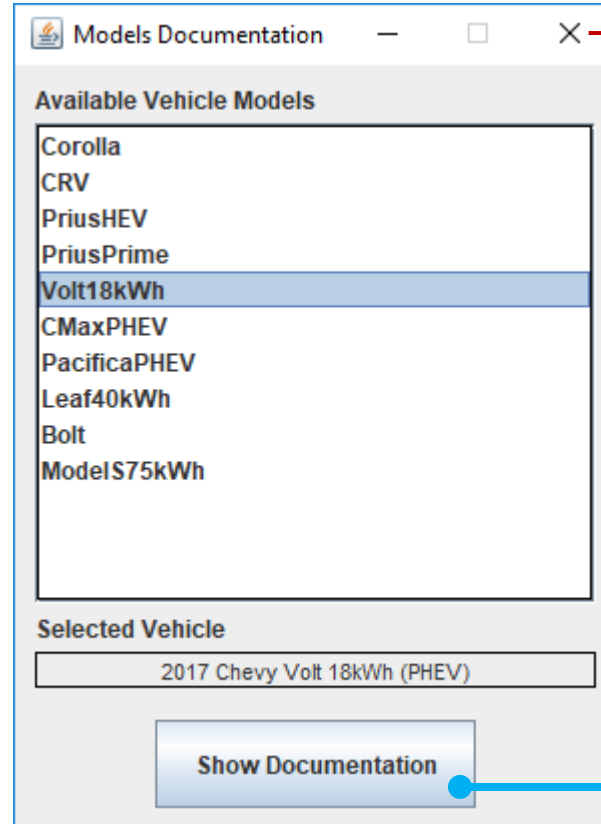 Models Documentation
Available Vehicle Models
Corolla
CRV
PriusHEV
PriusPrime
Volt18kWh
CMaxPHEV
PacificaPHEV
Leaf40kWh
Bolt
ModelS75kWh
Selected Vehicle
2017 Chevy Volt 18kWh (PHEV)
Show Documentation